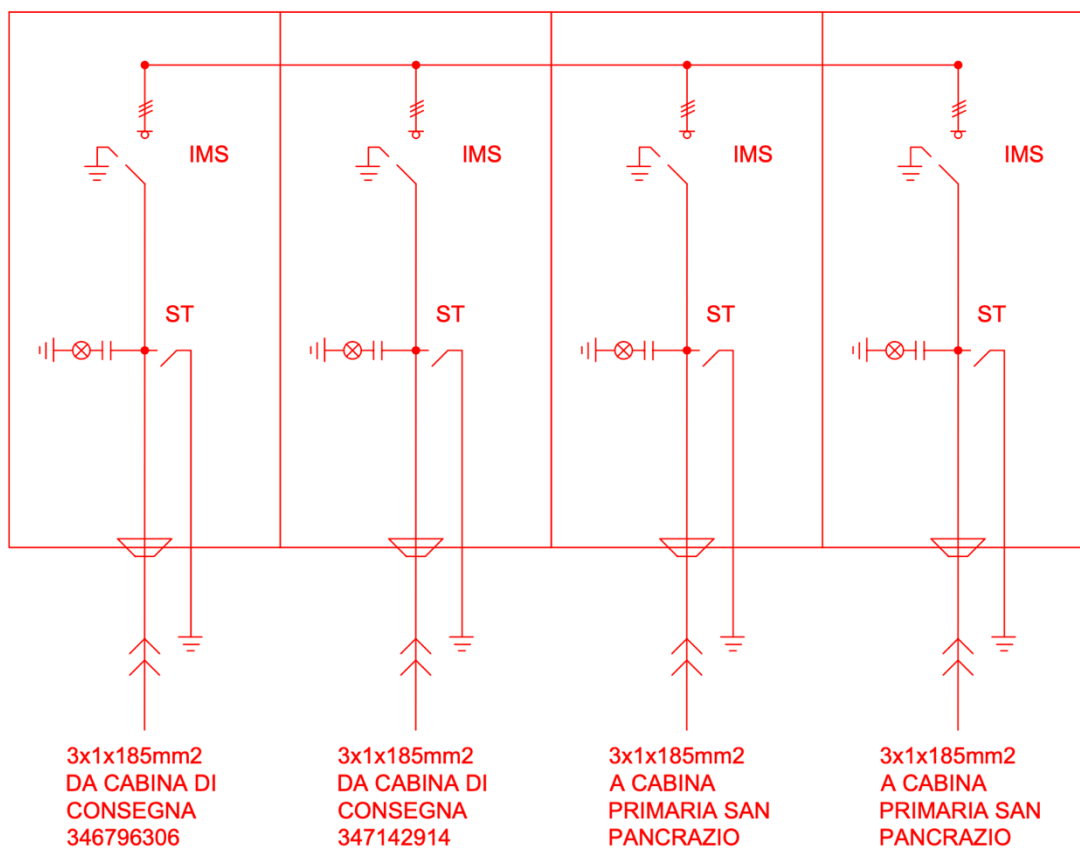 IMS
IMS
IMS
IMS
ST
ST
ST
ST
3x1x185mm2
DA CABINA DI
CONSEGNA
346796306
3x1x185mm2
DA CABINA DI
CONSEGNA
347142914
3x1x185mm2
A CABINA
PRIMARIA SAN
PANCRAZIO
3x1x185mm2
A CABINA
PRIMARIA SAN
PANCRAZIO